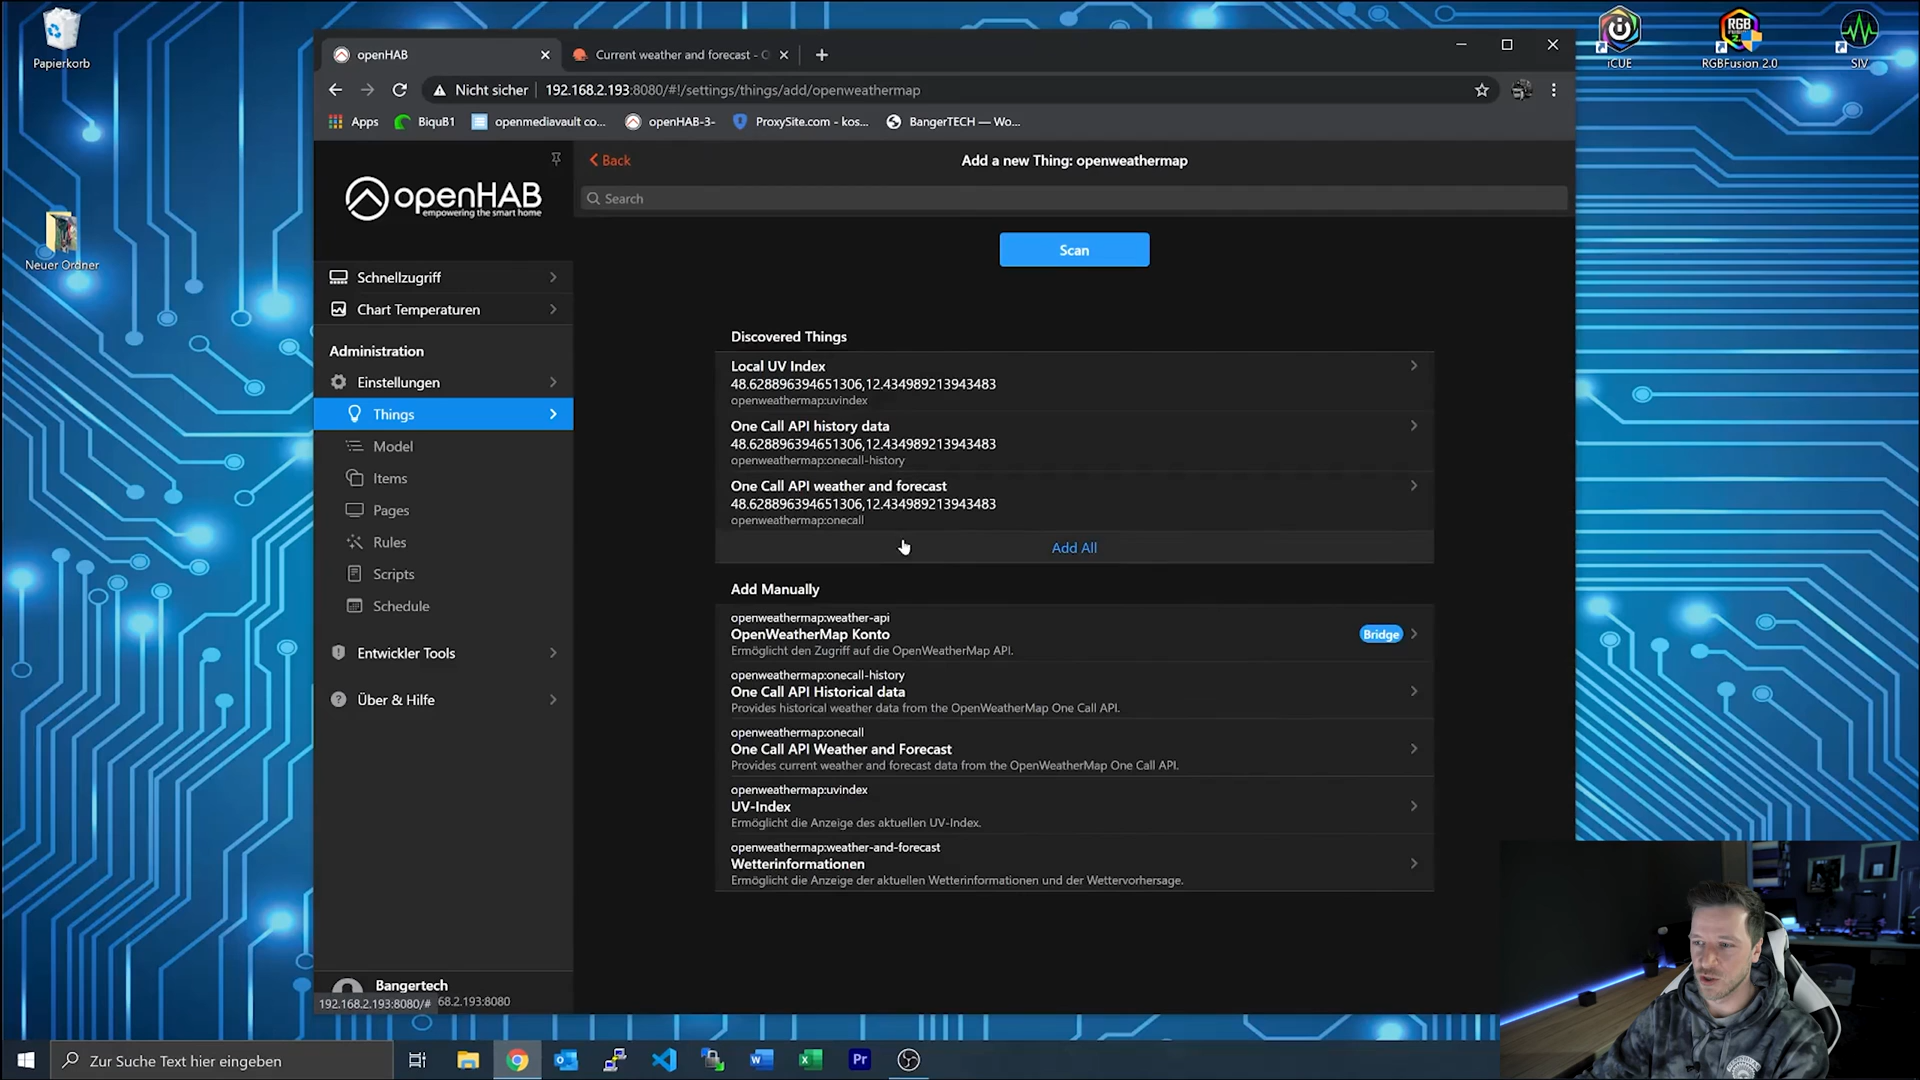 Papierkorb
Neuer Ordner
iCUE
RGBFusion 2.0
SIV
openHAB
Current weather and forecast - O
Nicht sicher
192.168.2.193:8080/#!/settings/things/add/openweathermap
Apps
BiquB1
openmediavault co...
openHAB-3-
ProxySite.com - kos...
BangerTECH — Wo...
openHAB
empowering the smart home
Schnellzugriff
Chart Temperaturen
Administration
Einstellungen
Things
Model
Items
Pages
Rules
Scripts
Schedule
Entwickler Tools
Über & Hilfe
Bangertech
192.168.2.193:8080/#
68.2.193:8080
Back
Add a new Thing: openweathermap
Search
Scan
Discovered Things
Local UV Index
48.628896394651306,12.434989213943483
openweathermap:uvindex
One Call API history data
48.628896394651306,12.434989213943483
openweathermap:onecall-history
One Call API weather and forecast
48.628896394651306,12.434989213943483
openweathermap:onecall
Add All
Add Manually
openweathermap:weather-api
OpenWeatherMap Konto
Bridge
Ermöglicht den Zugriff auf die OpenWeatherMap API.
openweathermap:onecall-history
One Call API Historical data
Provides historical weather data from the OpenWeatherMap One Call API.
openweathermap:onecall
One Call API Weather and Forecast
Provides current weather and forecast data from the OpenWeatherMap One Call API.
openweathermap:uvindex
UV-Index
Ermöglicht die Anzeige des aktuellen UV-Index.
openweathermap:weather-and-forecast
Wetterinformationen
Ermöglicht die Anzeige der aktuellen Wetterinformationen und der Wettervorhersage.
Zur Suche Text hier eingeben
Pr